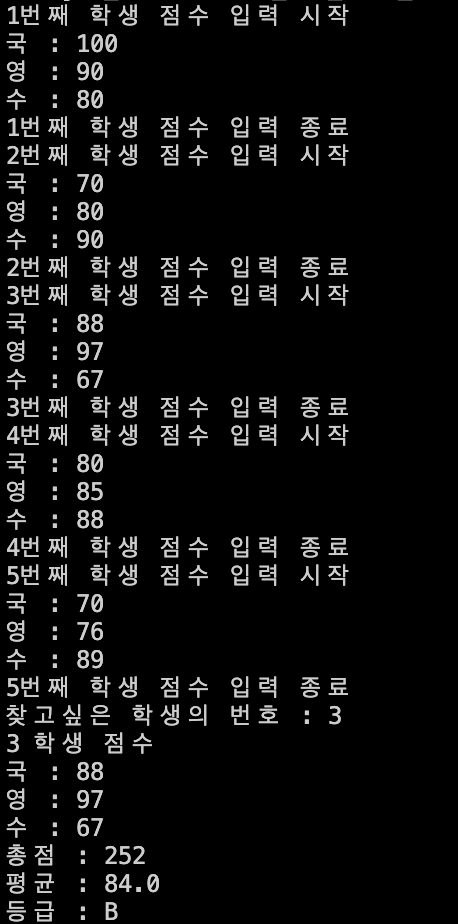 1번째 학생 점수 입력 시작
국 : 100
영 : 90
수 : 80
1번째 학생 점수 입력 종료
2번째 학생 점수 입력 시작
국 : 70
영 : 80
수 : 90
2번째 학생 점수 입력 종료
3번째 학생 점수 입력 시작
국 : 88
영 : 97
수 : 67
3번째 학생 점수 입력 종료
4번째 학생 점수 입력 시작
국 : 80
영 : 85
수 : 88
4번째 학생 점수 입력 종료
5번째 학생 점수 입력 시작
국 : 70
영 : 76
수 : 89
5번째 학생 점수 입력 종료
찾고싶은 학생의 번호 : 3
3 학생 점수
국 : 88
영 : 97
수 : 67
총점 : 252
평균 : 84.0
등급 : B